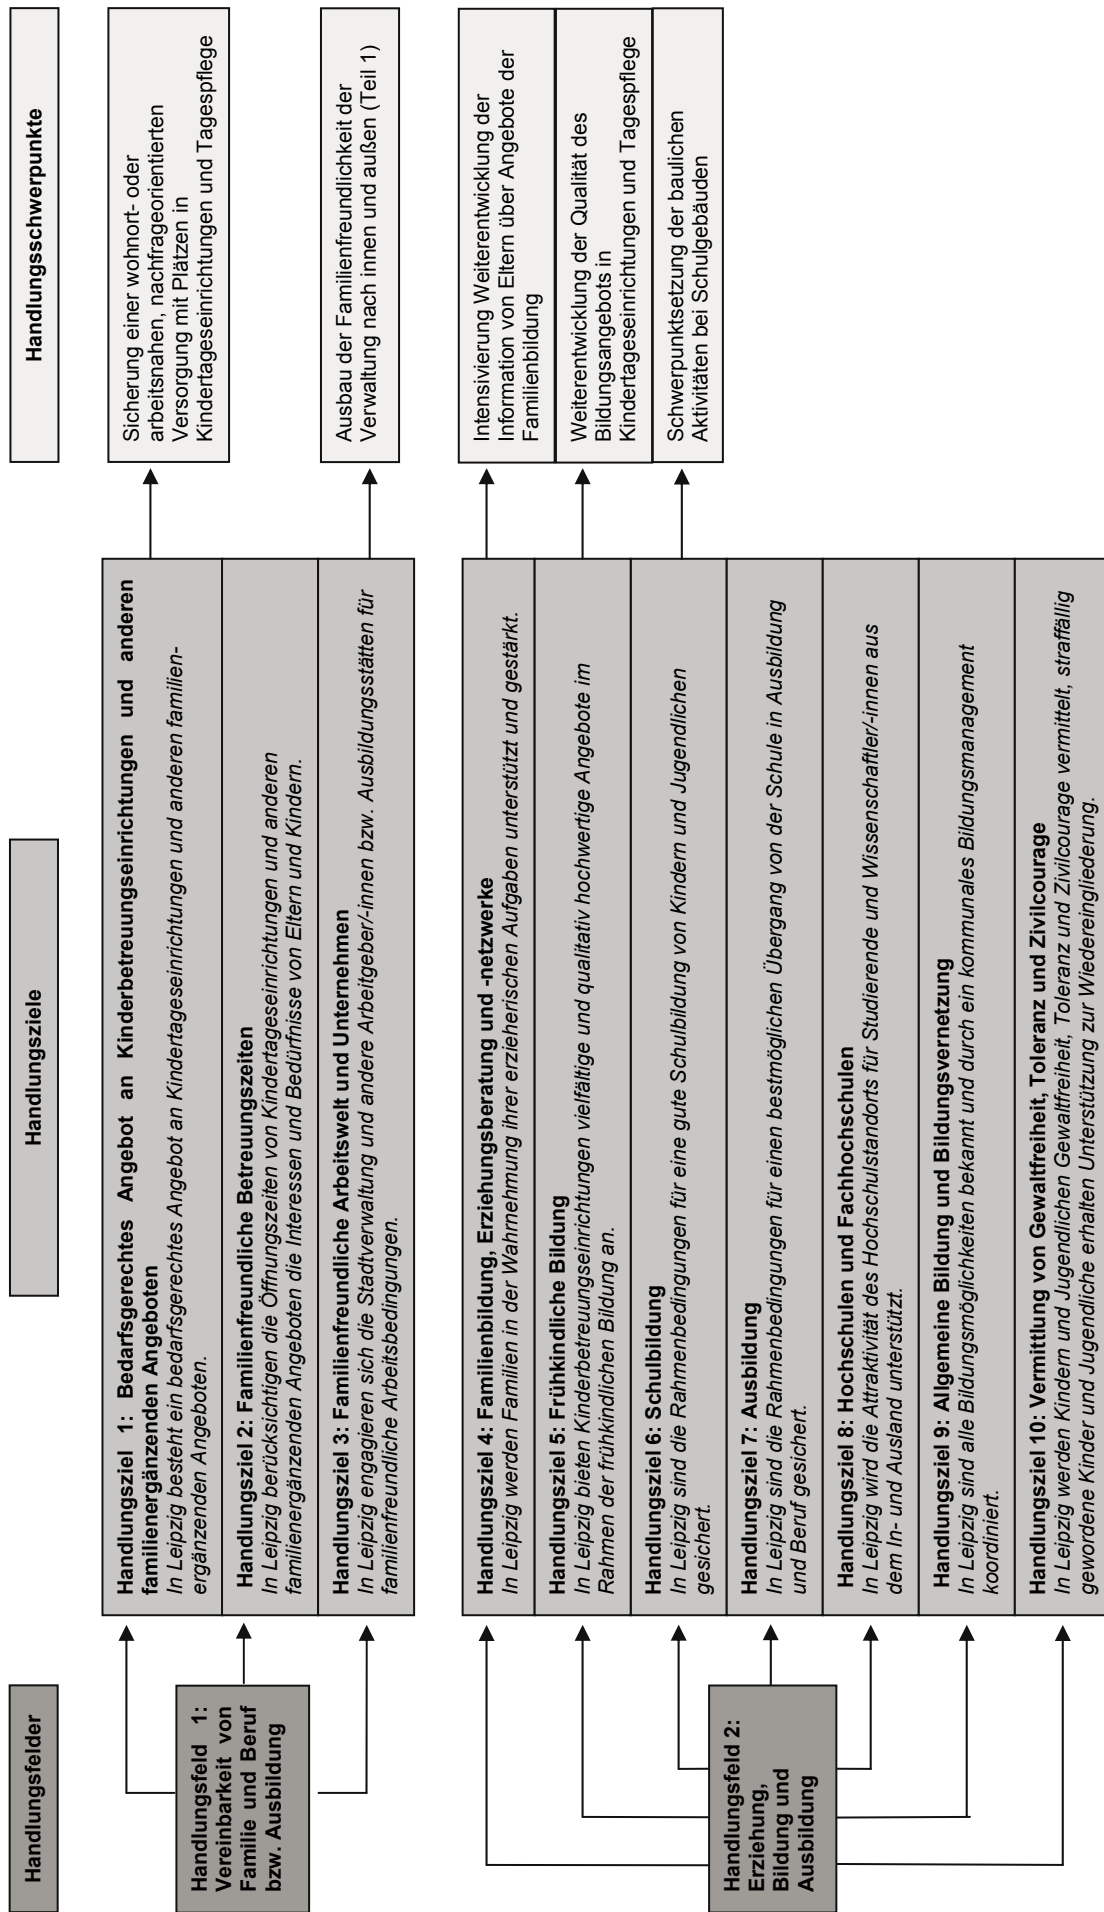 Handlungsfelder
Handlungsziele
Handlungsschwerpunkte
Handlungsfeld 1:
Vereinbarkeit von
Familie und Beruf
bzw. Ausbildung
Handlungsziel 1: Bedarfsgerechtes Angebot an Kinderbetreuungseinrichtungen und anderen
familienergänzenden Angeboten
In Leipzig besteht ein bedarfsgerechtes Angebot an Kindertageseinrichtungen und anderen familien-
ergänzenden Angeboten.
Handlungsziel 2: Familienfreundliche Betreuungszeiten
In Leipzig berücksichtigen die Öffnungszeiten von Kindertageseinrichtungen und anderen
familienergänzenden Angeboten die Interessen und Bedürfnisse von Eltern und Kindern.
Handlungsziel 3: Familienfreundliche Arbeitswelt und Unternehmen
In Leipzig engagieren sich die Stadtverwaltung und andere Arbeitgeber/-innen bzw. Ausbildungsstätten für
familienfreundliche Arbeitsbedingungen.
Sicherung einer wohnort- oder
arbeitsnahen, nachfrageorientierten
Versorgung mit Plätzen in
Kindertageseinrichtungen und Tagespflege
Ausbau der Familienfreundlichkeit der
Verwaltung nach innen und außen (Teil 1)
Handlungsfeld 2:
Erziehung,
Bildung und
Ausbildung
Handlungsziel 4: Familienbildung, Erziehungsberatung und -netzwerke
In Leipzig werden Familien in der Wahrnehmung ihrer erzieherischen Aufgaben unterstützt und gestärkt.
Handlungsziel 5: Frühkindliche Bildung
In Leipzig bieten Kinderbetreuungseinrichtungen vielfältige und qualitativ hochwertige Angebote im
Rahmen der frühkindlichen Bildung an.
Handlungsziel 6: Schulbildung
In Leipzig sind die Rahmenbedingungen für eine gute Schulbildung von Kindern und Jugendlichen
gesichert.
Handlungsziel 7: Ausbildung
In Leipzig sind die Rahmenbedingungen für einen bestmöglichen Übergang von der Schule in Ausbildung
und Beruf gesichert.
Handlungsziel 8: Hochschulen und Fachhochschulen
In Leipzig wird die Attraktivität des Hochschulstandorts für Studierende und Wissenschaftler/-innen aus
dem In- und Ausland unterstützt.
Handlungsziel 9: Allgemeine Bildung und Bildungsvernetzung
In Leipzig sind alle Bildungsmöglichkeiten bekannt und durch ein kommunales Bildungsmanagement
koordiniert.
Handlungsziel 10: Vermittlung von Gewaltfreiheit, Toleranz und Zivilcourage
In Leipzig werden Kindern und Jugendlichen Gewaltfreiheit, Toleranz und Zivilcourage vermittelt, straffällig
gewordene Kinder und Jugendliche erhalten Unterstützung zur Wiedereingliederung.
Intensivierung Weiterentwicklung der
Information von Eltern über Angebote der
Familienbildung
Weiterentwicklung der Qualität des
Bildungsangebots in
Kindertageseinrichtungen und Tagespflege
Schwerpunktsetzung der baulichen
Aktivitäten bei Schulgebäuden